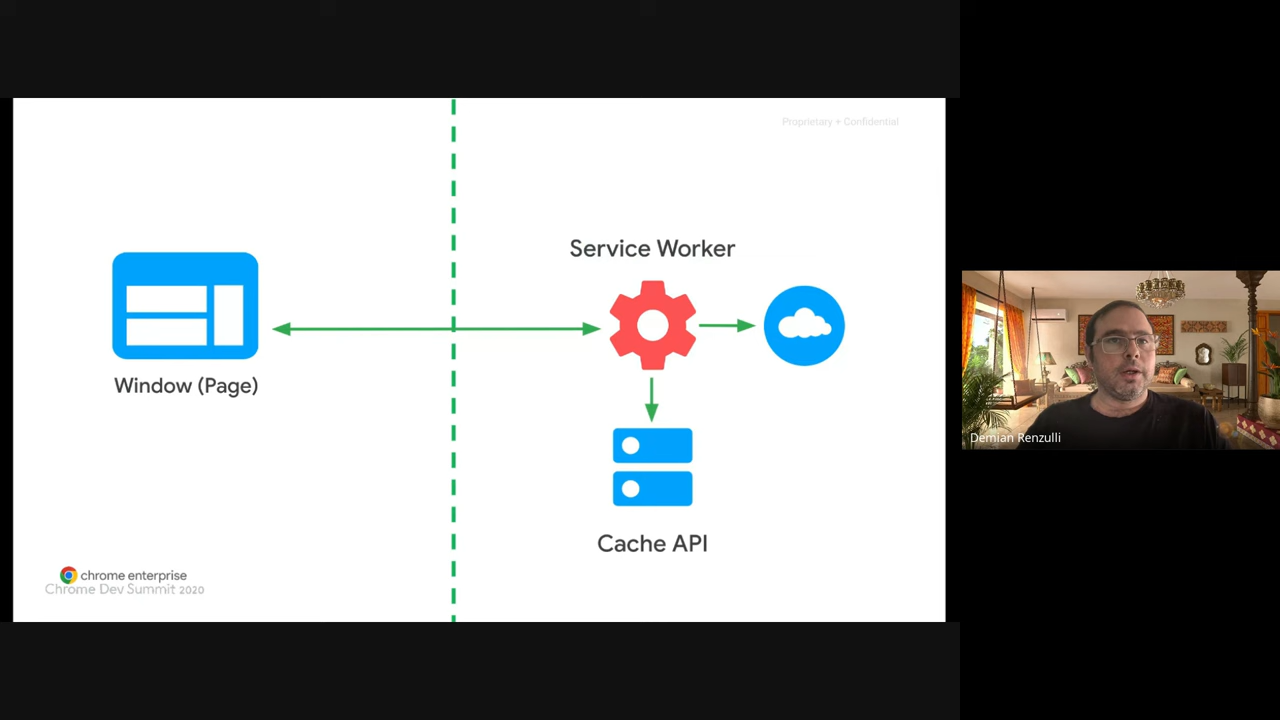 Proprietary + Confidential
Service Worker
Window (Page)
Cache API
chrome enterprise
Chrome Dev Summit 2020
Demian Renzulli